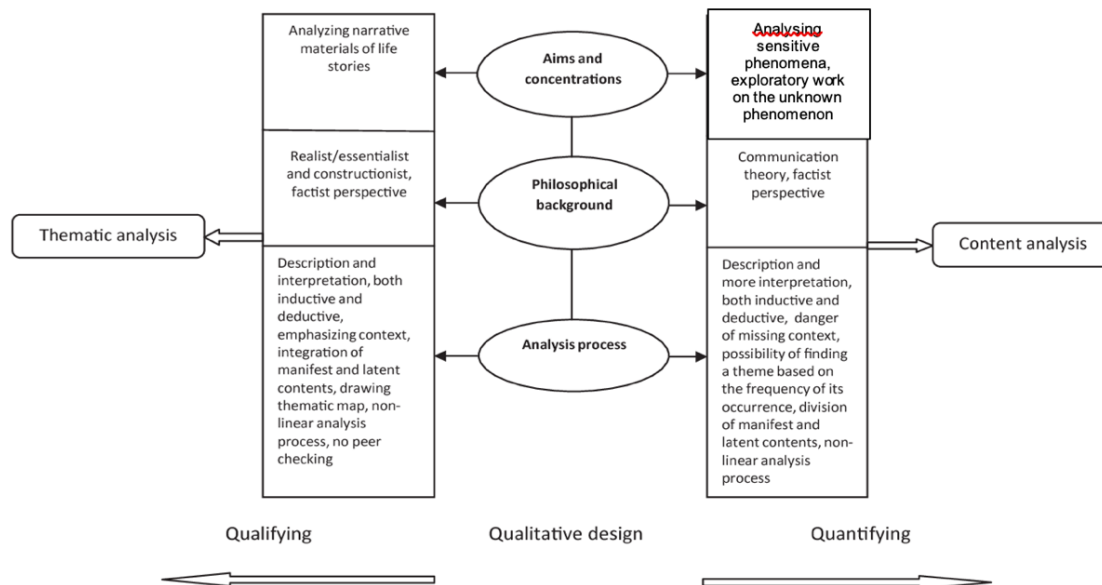 Analyzing narrative
materials of life
stories
Aims and
concentrations
Analysing
sensitive
phenomena,
exploratory work
on the unknown
phenomenon
Realist/essentialist
and constructionist,
factist perspective
Philosophical
background
Communication
theory, factist
perspective
Thematic analysis
Content analysis
Description and
interpretation, both
inductive and
deductive,
emphasizing context,
integration of
manifest and latent
contents, drawing
thematic map, non-
linear analysis
process, no peer
checking
Analysis process
Description and
more interpretation,
both inductive and
deductive, danger
of missing context,
possibility of finding
a theme based on
the frequency of its
occurrence, division
of manifest and
latent contents, non-
linear analysis
process
Qualifying
Qualitative design
Quantifying